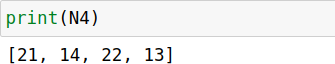 print(N4)
[21, 14, 22, 13]